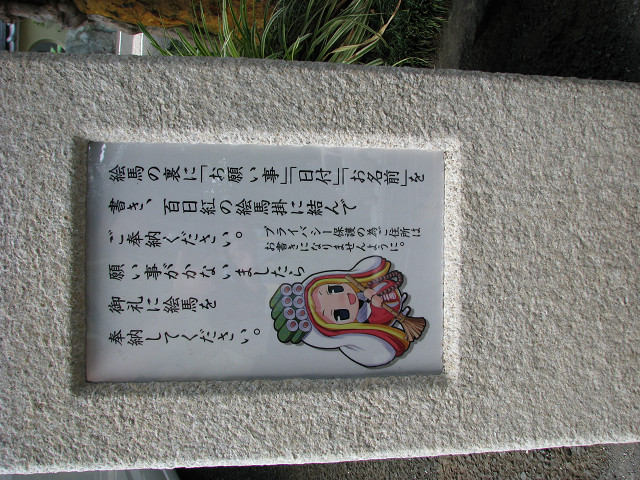 絵馬の裏に「お願い事」「日付」「お名前」を
書き、百日紅の絵馬掛に結んで
ご奉納ください。
プライバシー保護の為ご住所は
お書きになりませんように。
願い事がかないましたら
御礼に絵馬を
奉納してください。